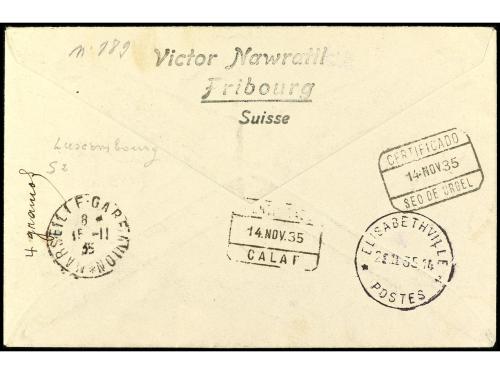 n 189
Victor Nawratil
Fribourg
Suisse
Luxembourg
52
4 gramos
MARSEILLE-GARE AVION
8 *
15 -11
35
14.NOV.35
CALAF
CERTIFICADO
14.NOV.35
SEO DE URGEL
ELISABETHVILLE
POSTES